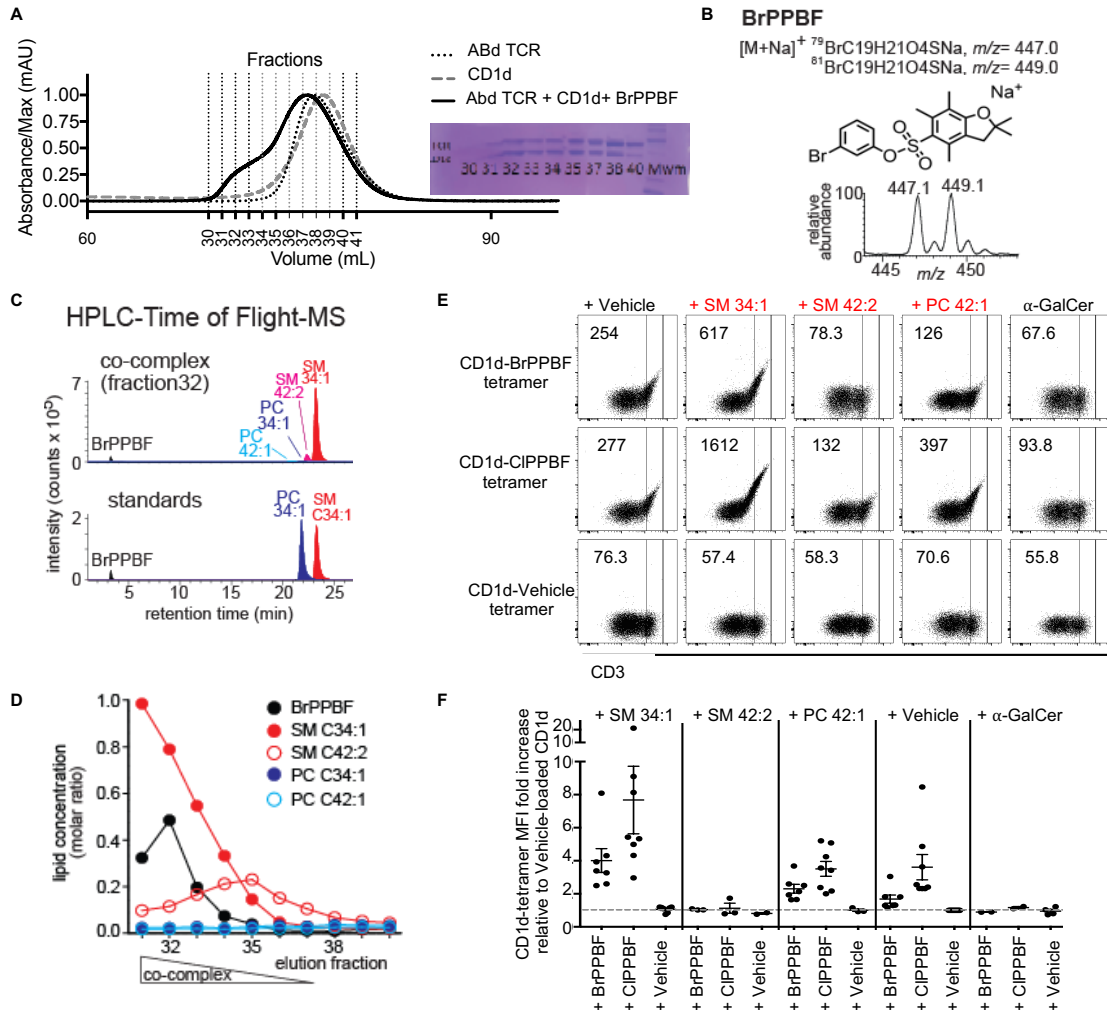 A
Fractions
ABd TCR
CD1d
Abd TCR + CD1d+ BrPPBF
Absorbance/Max (mAU)
1.00
0.75
0.50
0.25
0.00
60
30
31
32
33
34
35
36
37
38
39
40
41
90
Volume (mL)
30 31 32 33 34 35 37 38 40 Mwm
B
BrPPBF
[M+Na]+ 79BrC19H21O4SNa, m/z= 447.0
81BrC19H21O4SNa, m/z= 449.0
Na+
O
Br
O
S
O
O
447.1 449.1
relative abundance
100
50
0
445 m/z 450
C
HPLC-Time of Flight-MS
co-complex
(fraction32)
SM
34:1
SM
42:2
PC
34:1
PC
42:1
BrPPBF
7
0
standards
PC
34:1
SM
C34:1
BrPPBF
2
0
intensity (counts x 10⁵)
5 10 15 20 25
retention time (min)
D
BrPPBF
SM C34:1
SM C42:2
PC C34:1
PC C42:1
lipid concentration
(molar ratio)
1.0
0.8
0.6
0.4
0.2
0.0
32 35 38
elution fraction
co-complex
E
+ Vehicle + SM 34:1 + SM 42:2 + PC 42:1 α-GalCer
CD1d-BrPPBF
tetramer
254 617 78.3 126 67.6
CD1d-ClPPBF
tetramer
277 1612 132 397 93.8
CD1d-Vehicle
tetramer
76.3 57.4 58.3 70.6 55.8
CD3
F
CD1d-tetramer MFI fold increase
relative to Vehicle-loaded CD1d
20
10
8
6
4
2
0
+ SM 34:1 + SM 42:2 + PC 42:1 + Vehicle + α-GalCer
+ BrPPBF
+ ClPPBF
+ Vehicle
+ BrPPBF
+ ClPPBF
+ Vehicle
+ BrPPBF
+ ClPPBF
+ Vehicle
+ BrPPBF
+ ClPPBF
+ Vehicle
+ BrPPBF
+ ClPPBF
+ Vehicle